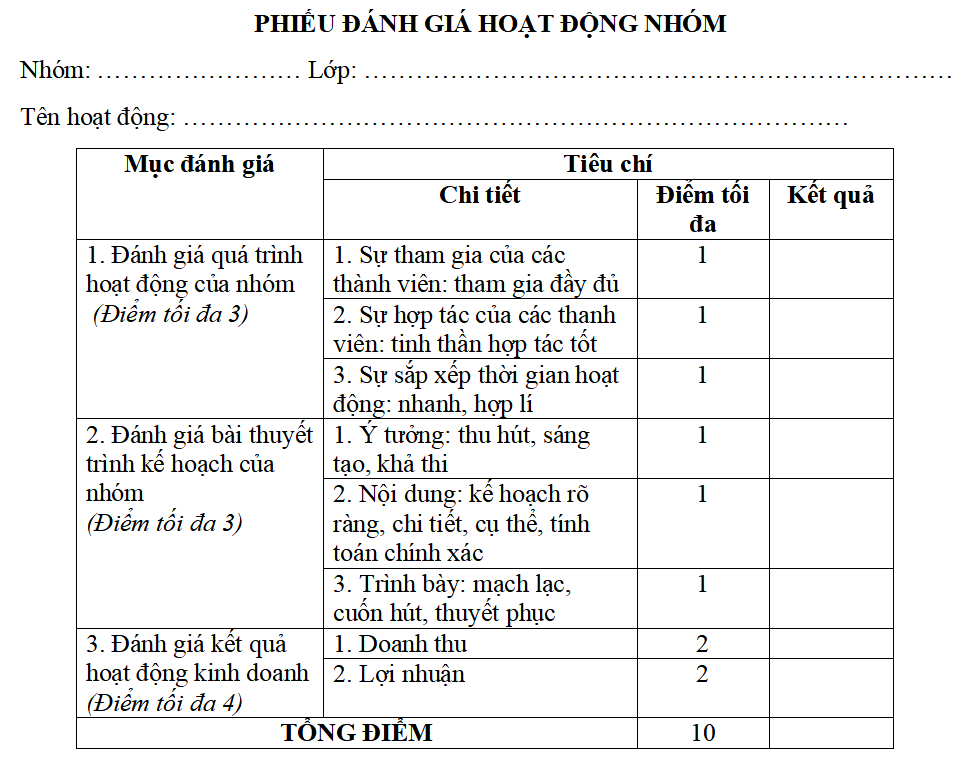 PHIẾU ĐÁNH GIÁ HOẠT ĐỘNG NHÓM
Nhóm: …………………… Lớp: ……………………………………………………………
Tên hoạt động: ……………………………………………………………………
Mục đánh giá
Tiêu chí
Chi tiết
Điểm tối
đa
Kết quả
1. Đánh giá quá trình
hoạt động của nhóm
(Điểm tối đa 3)
1. Sự tham gia của các
thành viên: tham gia đầy đủ
1
2. Sự hợp tác của các thanh
viên: tinh thần hợp tác tốt
1
3. Sự sắp xếp thời gian hoạt
động: nhanh, hợp lí
1
2. Đánh giá bài thuyết
trình kế hoạch của
nhóm
(Điểm tối đa 3)
1. Ý tưởng: thu hút, sáng
tạo, khả thi
1
2. Nội dung: kế hoạch rõ
ràng, chi tiết, cụ thể, tính
toán chính xác
1
3. Trình bày: mạch lạc,
cuốn hút, thuyết phục
1
3. Đánh giá kết quả
hoạt động kinh doanh
(Điểm tối đa 4)
1. Doanh thu
2
2. Lợi nhuận
2
TỔNG ĐIỂM
10